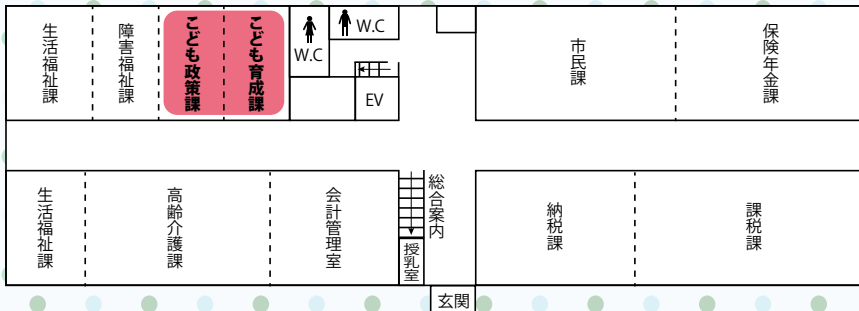 生活福祉課
障害福祉課
こども政策課
こども育成課
W.C
W.C
EV
市民課
保険年金課
生活福祉課
高齢介護課
会計管理室
総合案内
授乳室
納税課
課税課
玄関